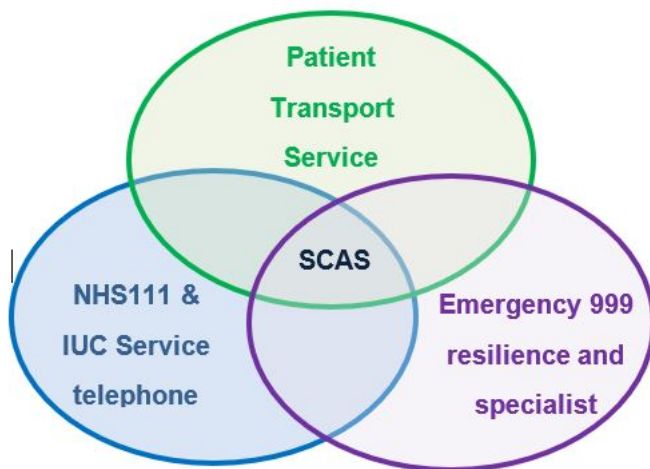 Patient
Transport
Service
SCAS
NHS111 &
IUC Service
telephone
Emergency 999
resilience and
specialist